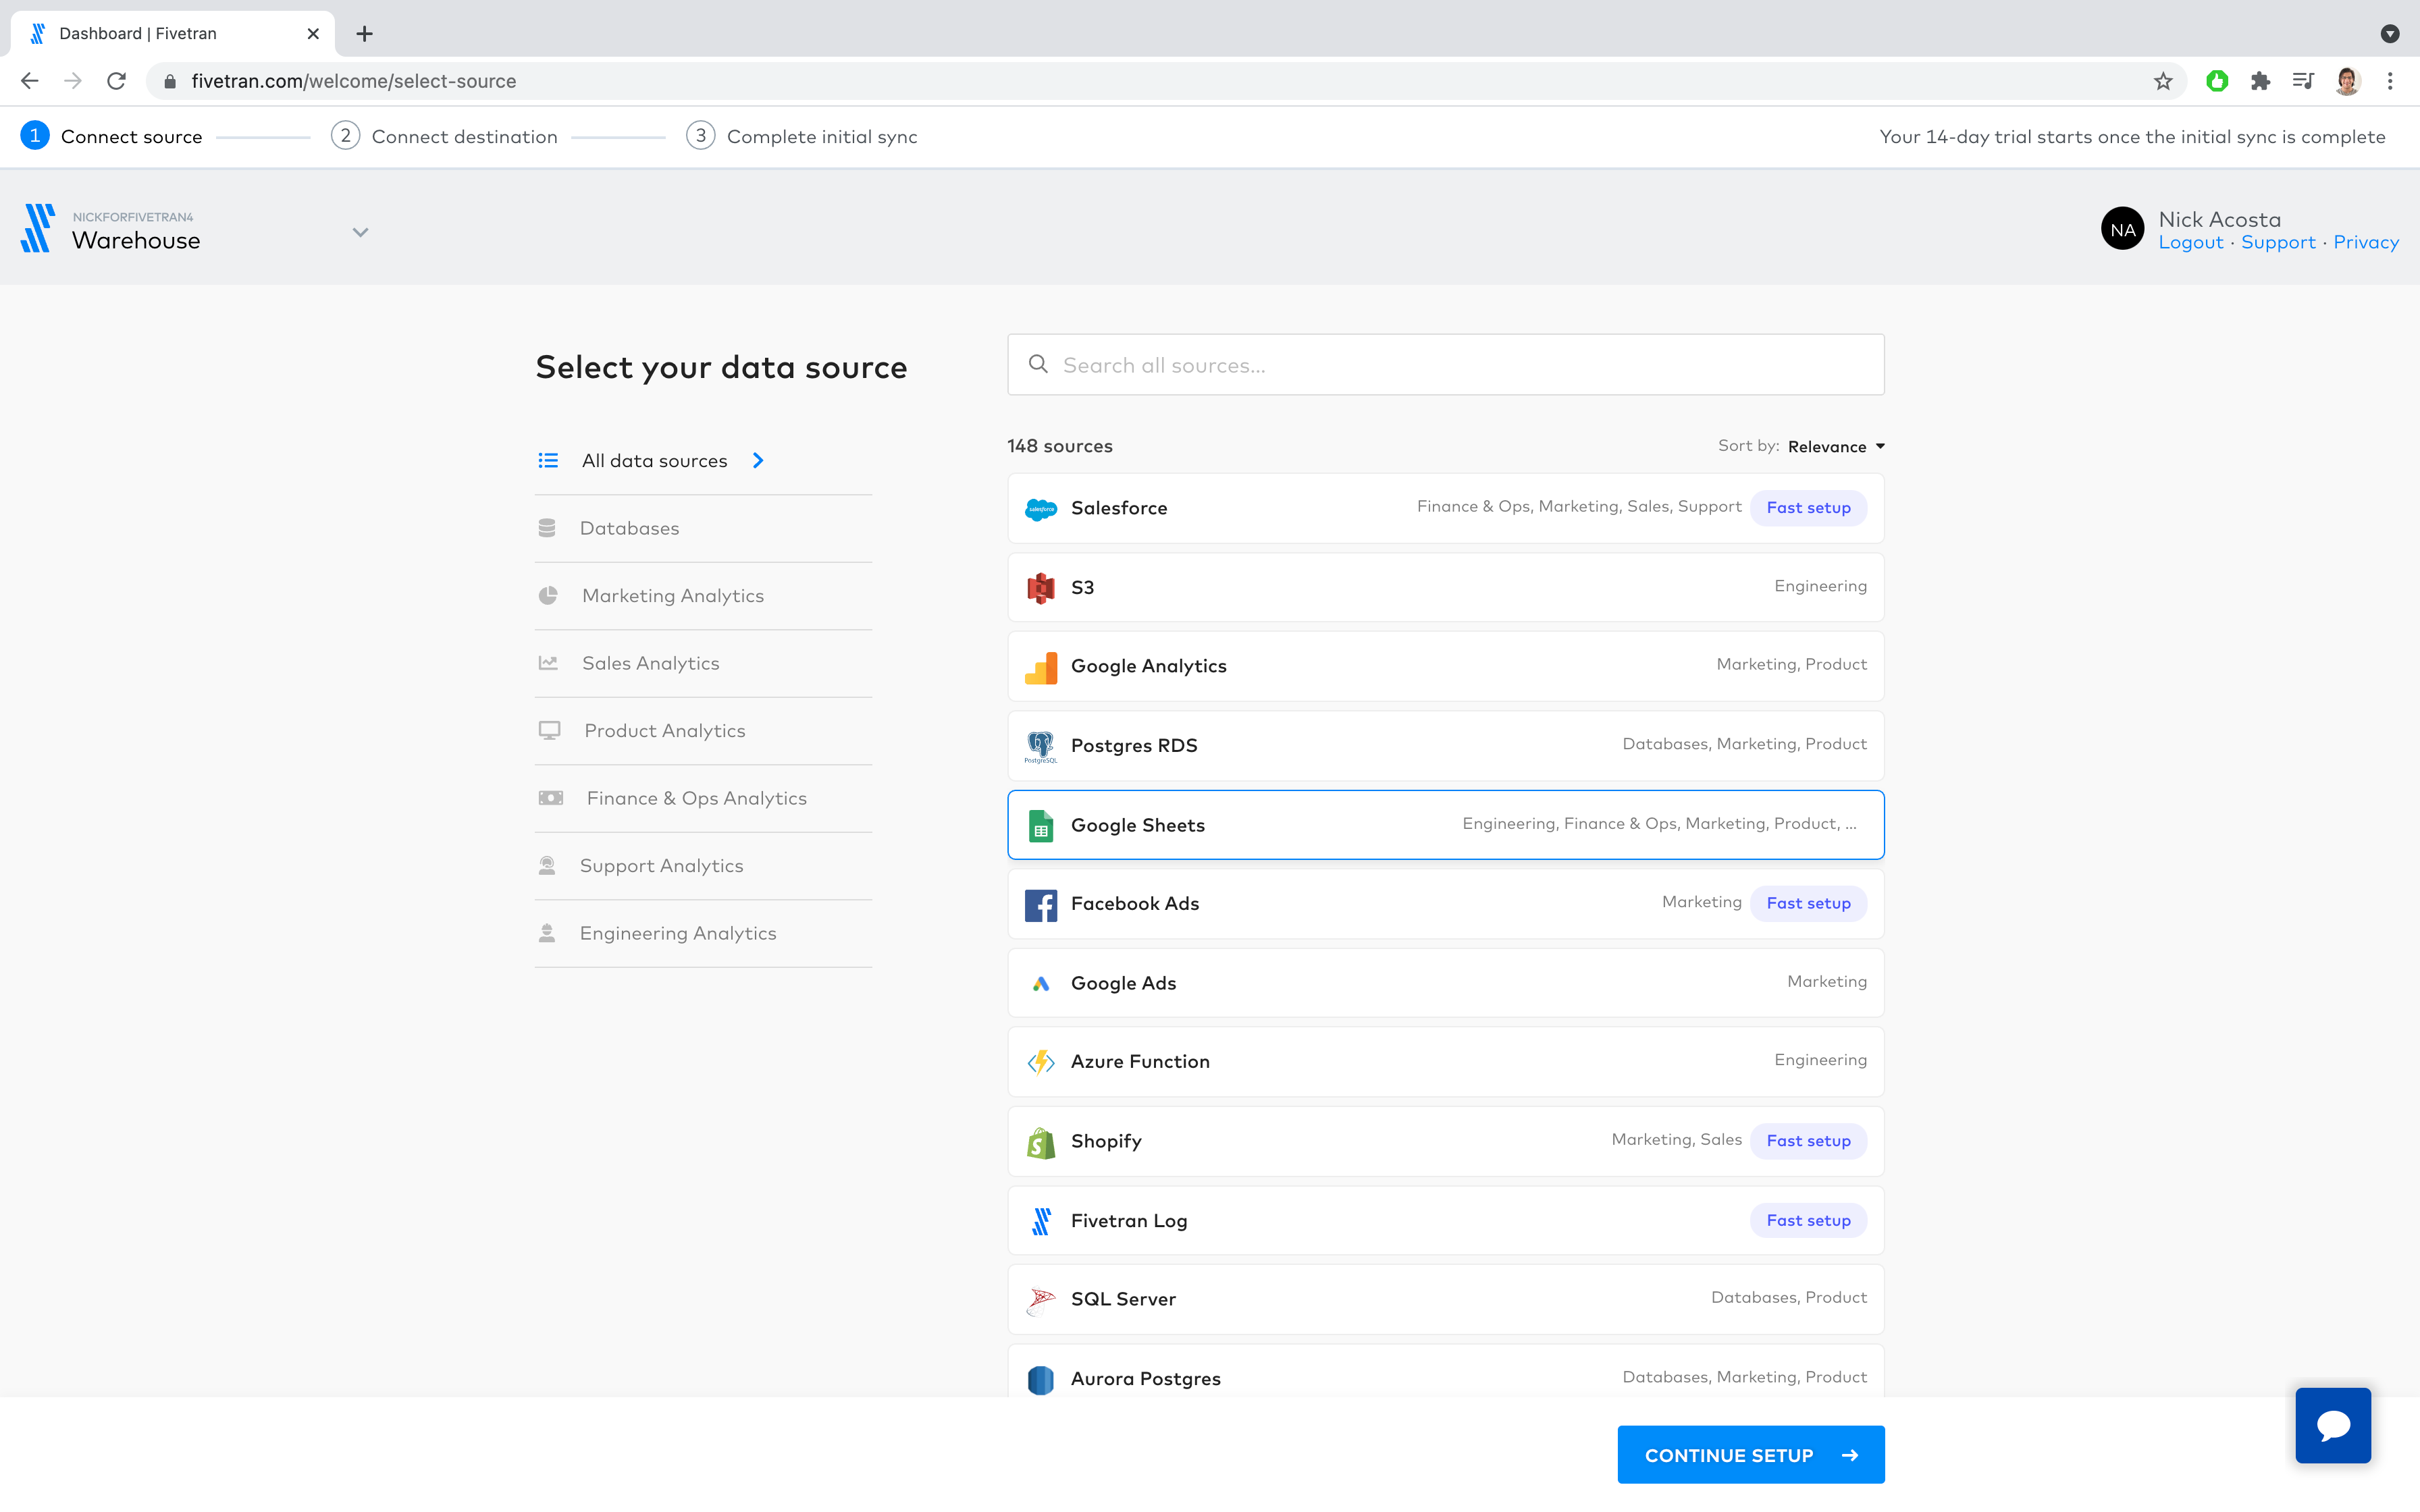 Dashboard | Fivetran
fivetran.com/welcome/select-source
1 Connect source 2 Connect destination 3 Complete initial sync Your 14-day trial starts once the initial sync is complete
NICKFORFIVETRAN4
Warehouse
NA
Nick Acosta
Logout · Support · Privacy
Select your data source
Search all sources...
148 sources Sort by: Relevance
All data sources
Databases
Marketing Analytics
Sales Analytics
Product Analytics
Finance & Ops Analytics
Support Analytics
Engineering Analytics
salesforce Salesforce Finance & Ops, Marketing, Sales, Support Fast setup
S3 Engineering
Google Analytics Marketing, Product
PostgreSQL Postgres RDS Databases, Marketing, Product
Google Sheets Engineering, Finance & Ops, Marketing, Product, ...
Facebook Ads Marketing Fast setup
Google Ads Marketing
Azure Function Engineering
Shopify Marketing, Sales Fast setup
Fivetran Log Fast setup
SQL Server Databases, Product
Aurora Postgres Databases, Marketing, Product
CONTINUE SETUP